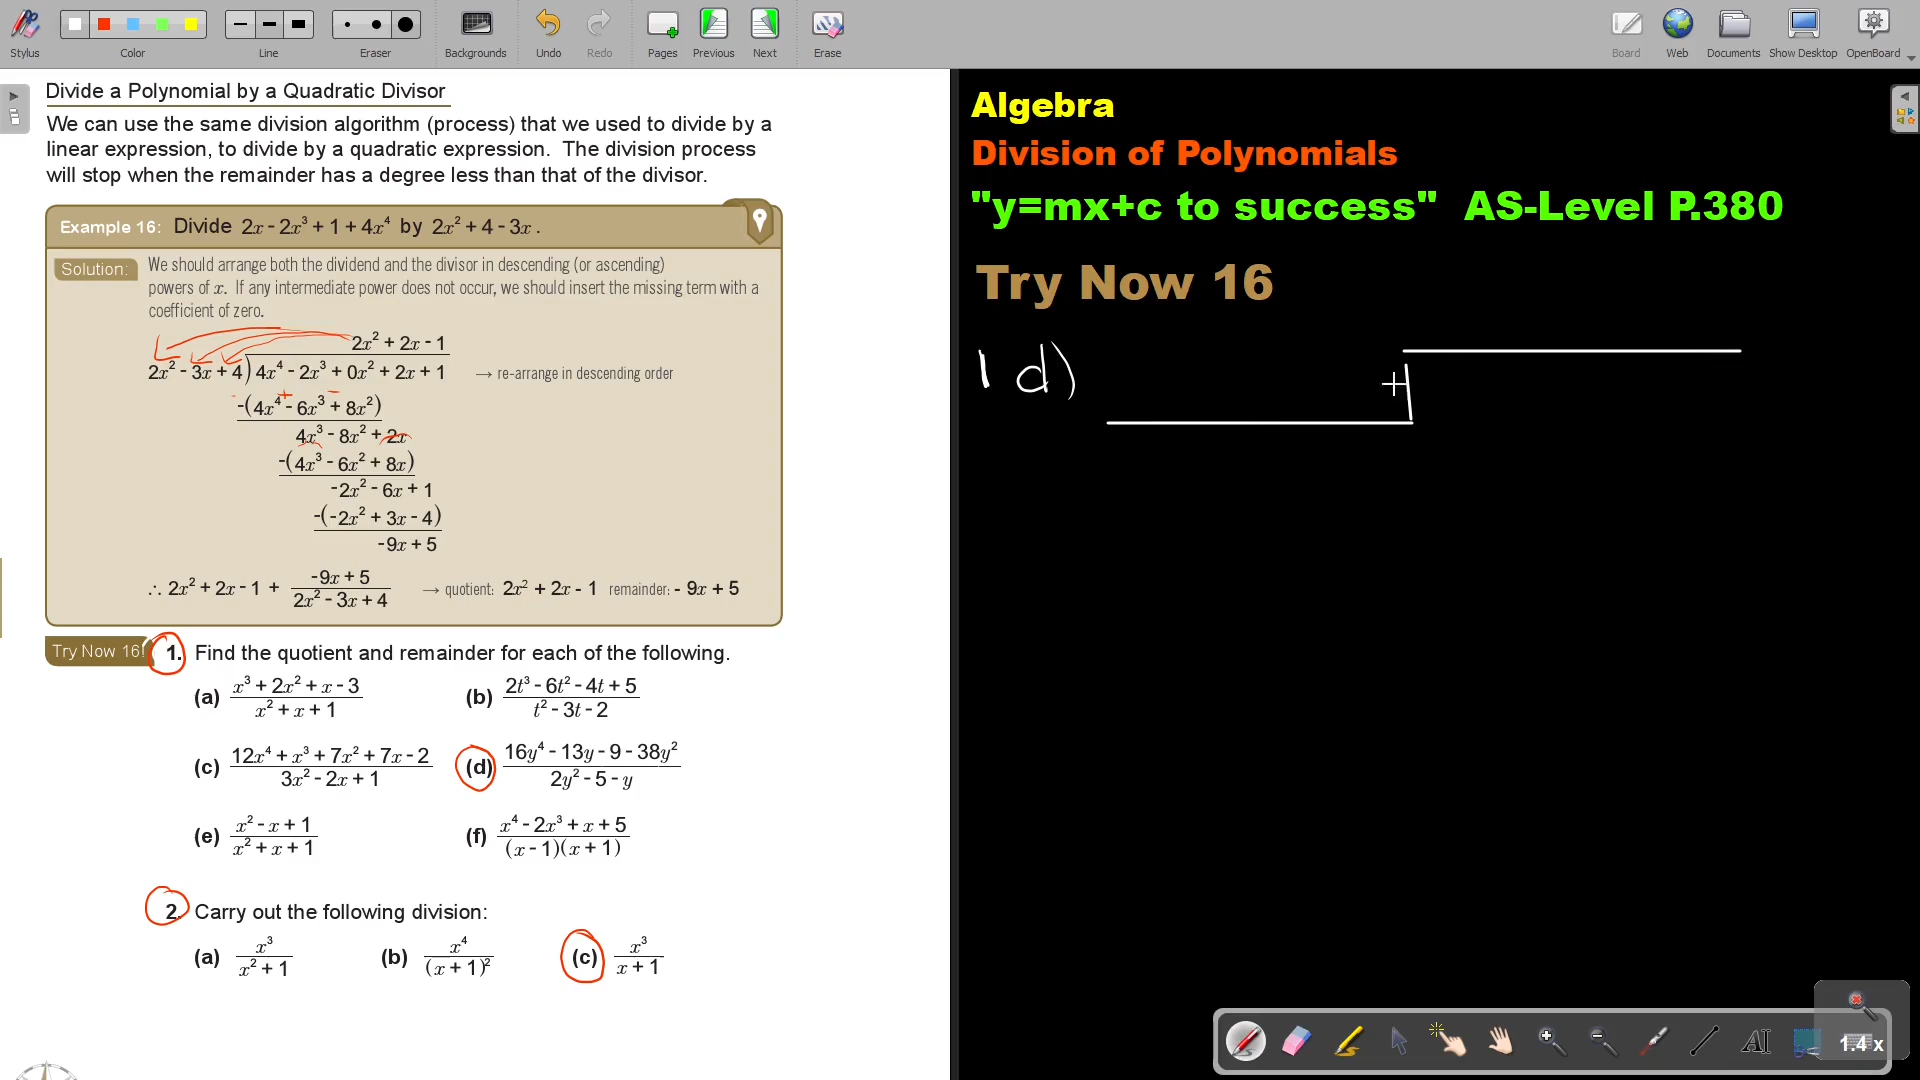 Stylus Color Line Eraser Backgrounds Undo Redo Pages Previous Next Erase Board Web Documents Show Desktop OpenBoard
Divide a Polynomial by a Quadratic Divisor
We can use the same division algorithm (process) that we used to divide by a
linear expression, to divide by a quadratic expression. The division process
will stop when the remainder has a degree less than that of the divisor.
Example 16: Divide 2x - 2x³ + 1 + 4x⁴ by 2x² + 4 - 3x .
Solution: We should arrange both the dividend and the divisor in descending (or ascending)
powers of x. If any intermediate power does not occur, we should insert the missing term with a
coefficient of zero.
2x² + 2x - 1
2x² - 3x + 4) 4x⁴ - 2x³ + 0x² + 2x + 1 → re-arrange in descending order
-(4x⁴ - 6x³ + 8x²)
4x³ - 8x² + 2x
-(4x³ - 6x² + 8x)
-2x² - 6x + 1
-(-2x² + 3x - 4)
-9x + 5
∴ 2x² + 2x - 1 + (-9x + 5)/(2x² - 3x + 4) → quotient: 2x² + 2x - 1 remainder: - 9x + 5
Try Now 16! 1. Find the quotient and remainder for each of the following.
(a) (x³ + 2x² + x - 3)/(x² + x + 1) (b) (2t³ - 6t² - 4t + 5)/(t² - 3t - 2)
(c) (12x⁴ + x³ + 7x² + 7x - 2)/(3x² - 2x + 1) (d) (16y⁴ - 13y - 9 - 38y²)/(2y² - 5 - y)
(e) (x² - x + 1)/(x² + x + 1) (f) (x⁴ - 2x³ + x + 5)/((x - 1)(x + 1))
2. Carry out the following division:
(a) x³/(x² + 1) (b) x⁴/(x + 1)² (c) x³/(x + 1)
Algebra
Division of Polynomials
"y=mx+c to success" AS-Level P.380
Try Now 16
1 d)
1.4 x